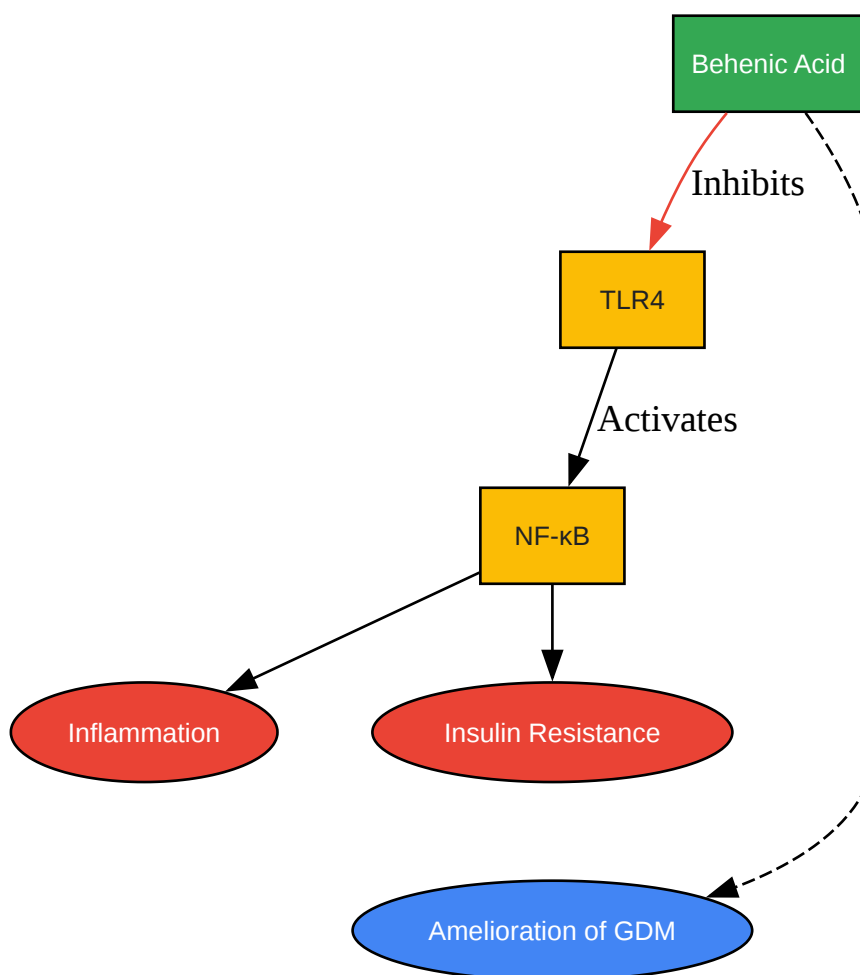 Behenic Acid
Inhibits
TLR4
Activates
NF-κB
Inflammation
Insulin Resistance
Amelioration of GDM